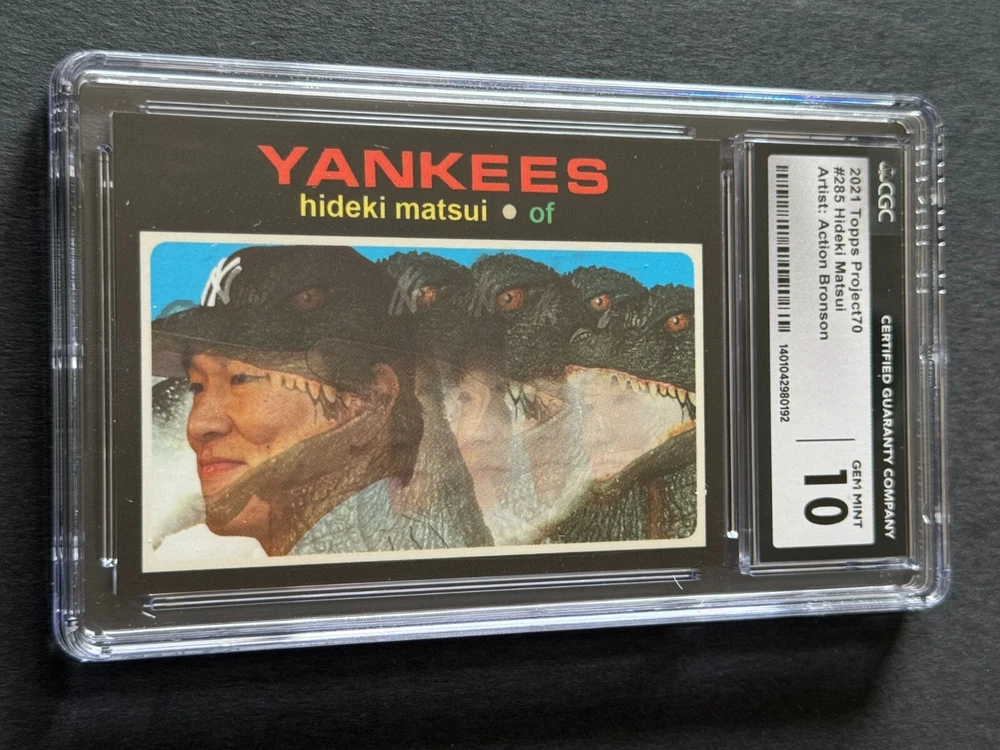 YANKEES
hideki matsui • of
NY
CGC
CERTIFIED GUARANTY COMPANY
2021 Topps Project70
#285 Hideki Matsui
Artist: Action Bronson
1401042980192
GEM MINT
10